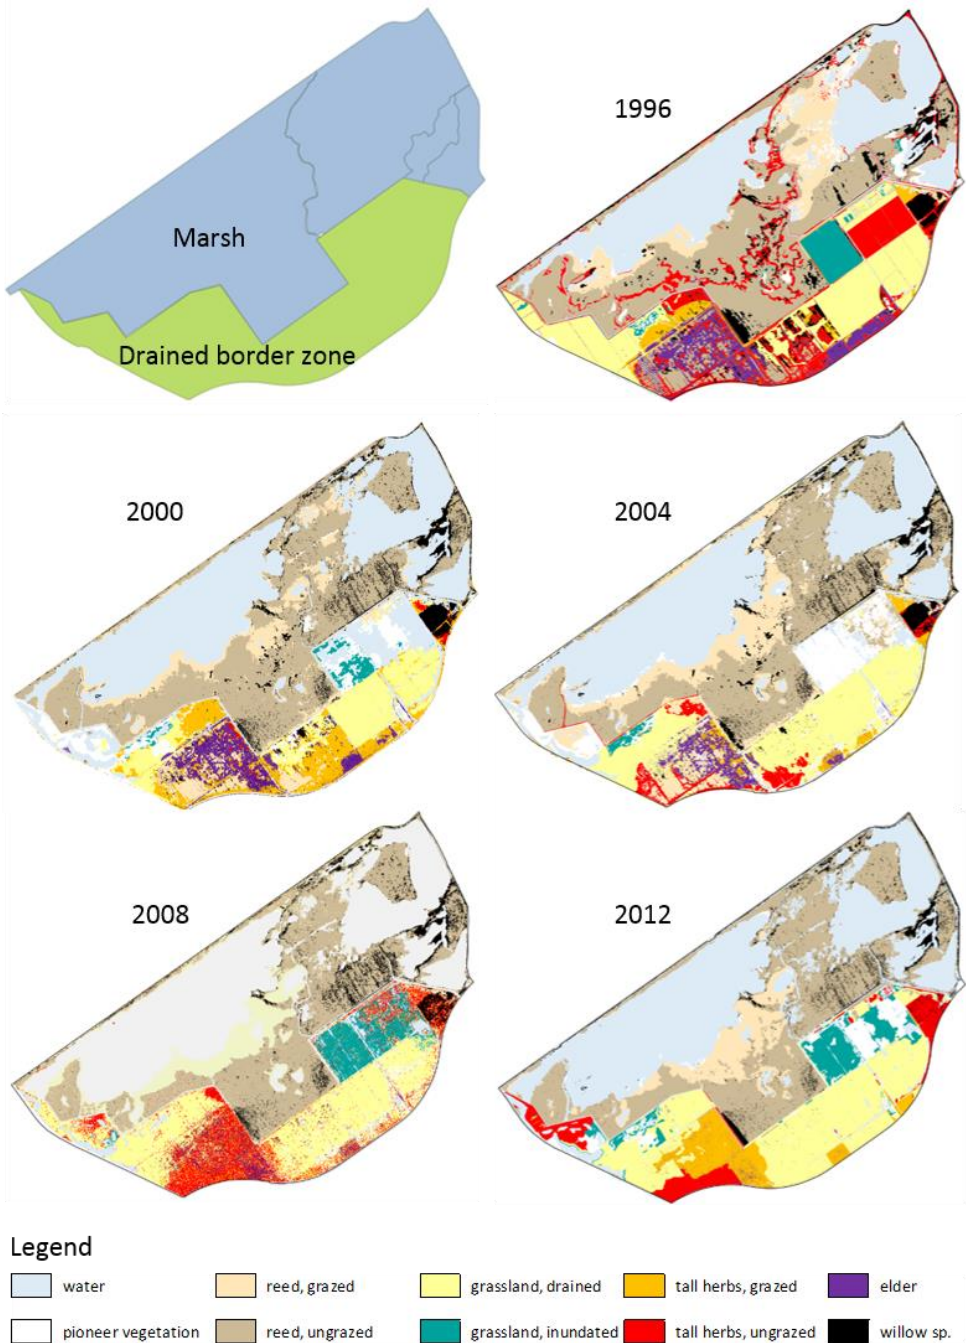 1996
Marsh
Drained border zone
2000
2004
2008
2012
Legend
water
reed, grazed
grassland, drained
tall herbs, grazed
elder
pioneer vegetation
reed, ungrazed
grassland, inundated
tall herbs, ungrazed
willow sp.